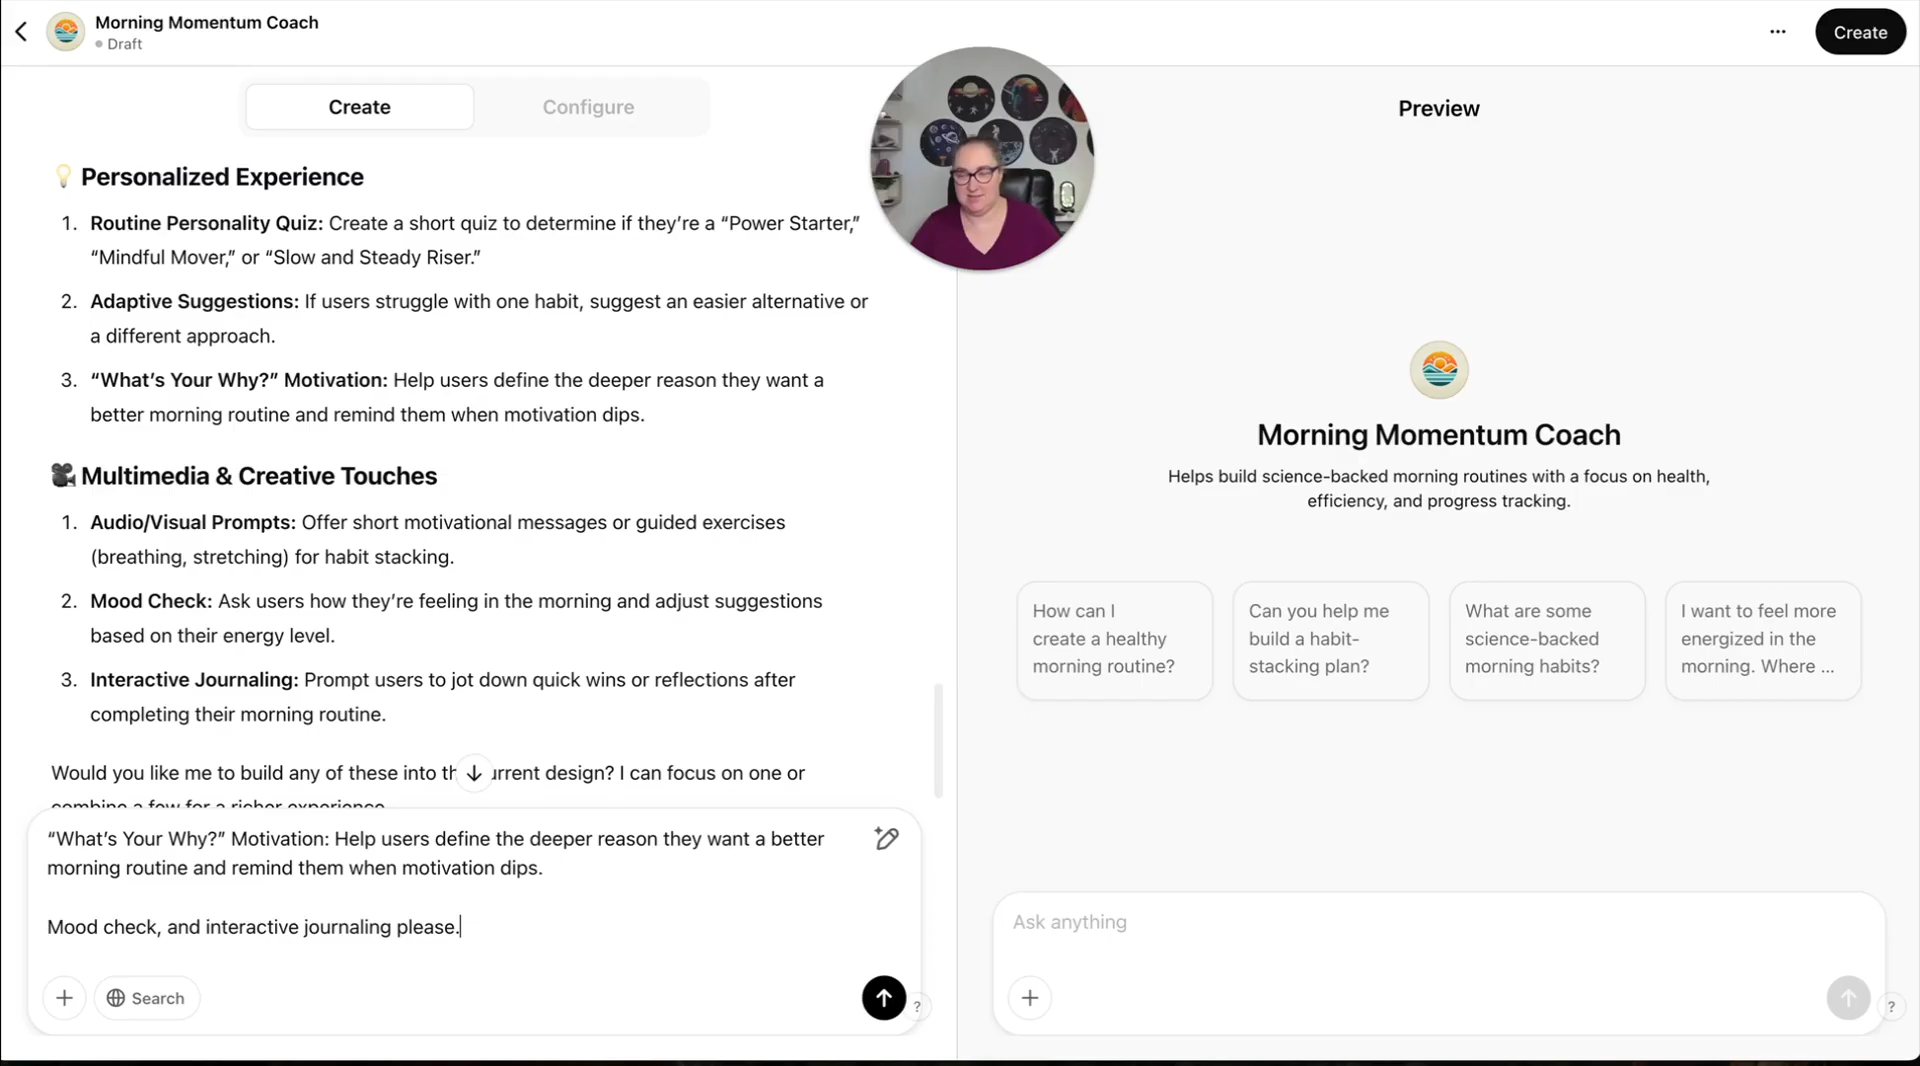 Morning Momentum Coach
Draft
Create
Create
Configure
Preview
Personalized Experience
1. Routine Personality Quiz: Create a short quiz to determine if they’re a “Power Starter,”
“Mindful Mover,” or “Slow and Steady Riser.”
2. Adaptive Suggestions: If users struggle with one habit, suggest an easier alternative or
a different approach.
3. “What’s Your Why?” Motivation: Help users define the deeper reason they want a
better morning routine and remind them when motivation dips.
Multimedia & Creative Touches
1. Audio/Visual Prompts: Offer short motivational messages or guided exercises
(breathing, stretching) for habit stacking.
2. Mood Check: Ask users how they’re feeling in the morning and adjust suggestions
based on their energy level.
3. Interactive Journaling: Prompt users to jot down quick wins or reflections after
completing their morning routine.
Would you like me to build any of these into design? I can focus on one or
combine a few for a richer experience
“What’s Your Why?” Motivation: Help users define the deeper reason they want a better
morning routine and remind them when motivation dips.
Mood check, and interactive journaling please.
Search
?
Morning Momentum Coach
Helps build science-backed morning routines with a focus on health,
efficiency, and progress tracking.
How can I
create a healthy
morning routine?
Can you help me
build a habit-
stacking plan?
What are some
science-backed
morning habits?
I want to feel more
energized in the
morning. Where ...
Ask anything
?